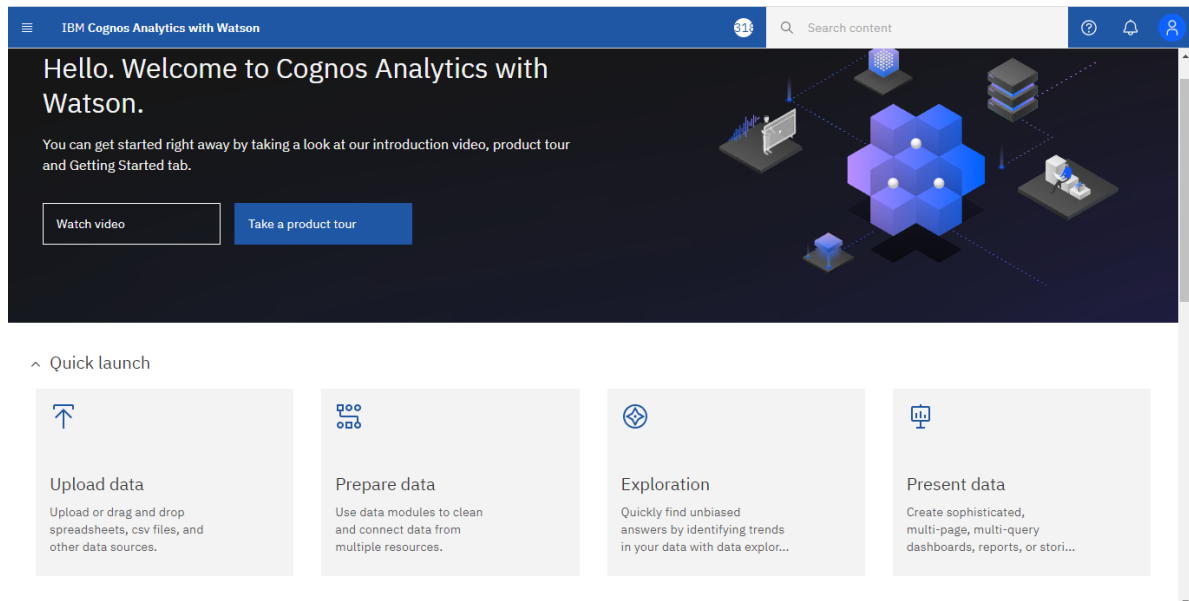 IBM Cognos Analytics with Watson
318
Search content
Hello. Welcome to Cognos Analytics with
Watson.
You can get started right away by taking a look at our introduction video, product tour
and Getting Started tab.
Watch video
Take a product tour
Quick launch
Upload data
Upload or drag and drop
spreadsheets, csv files, and
other data sources.
Prepare data
Use data modules to clean
and connect data from
multiple resources.
Exploration
Quickly find unbiased
answers by identifying trends
in your data with data explor...
Present data
Create sophisticated,
multi-page, multi-query
dashboards, reports, or stori...